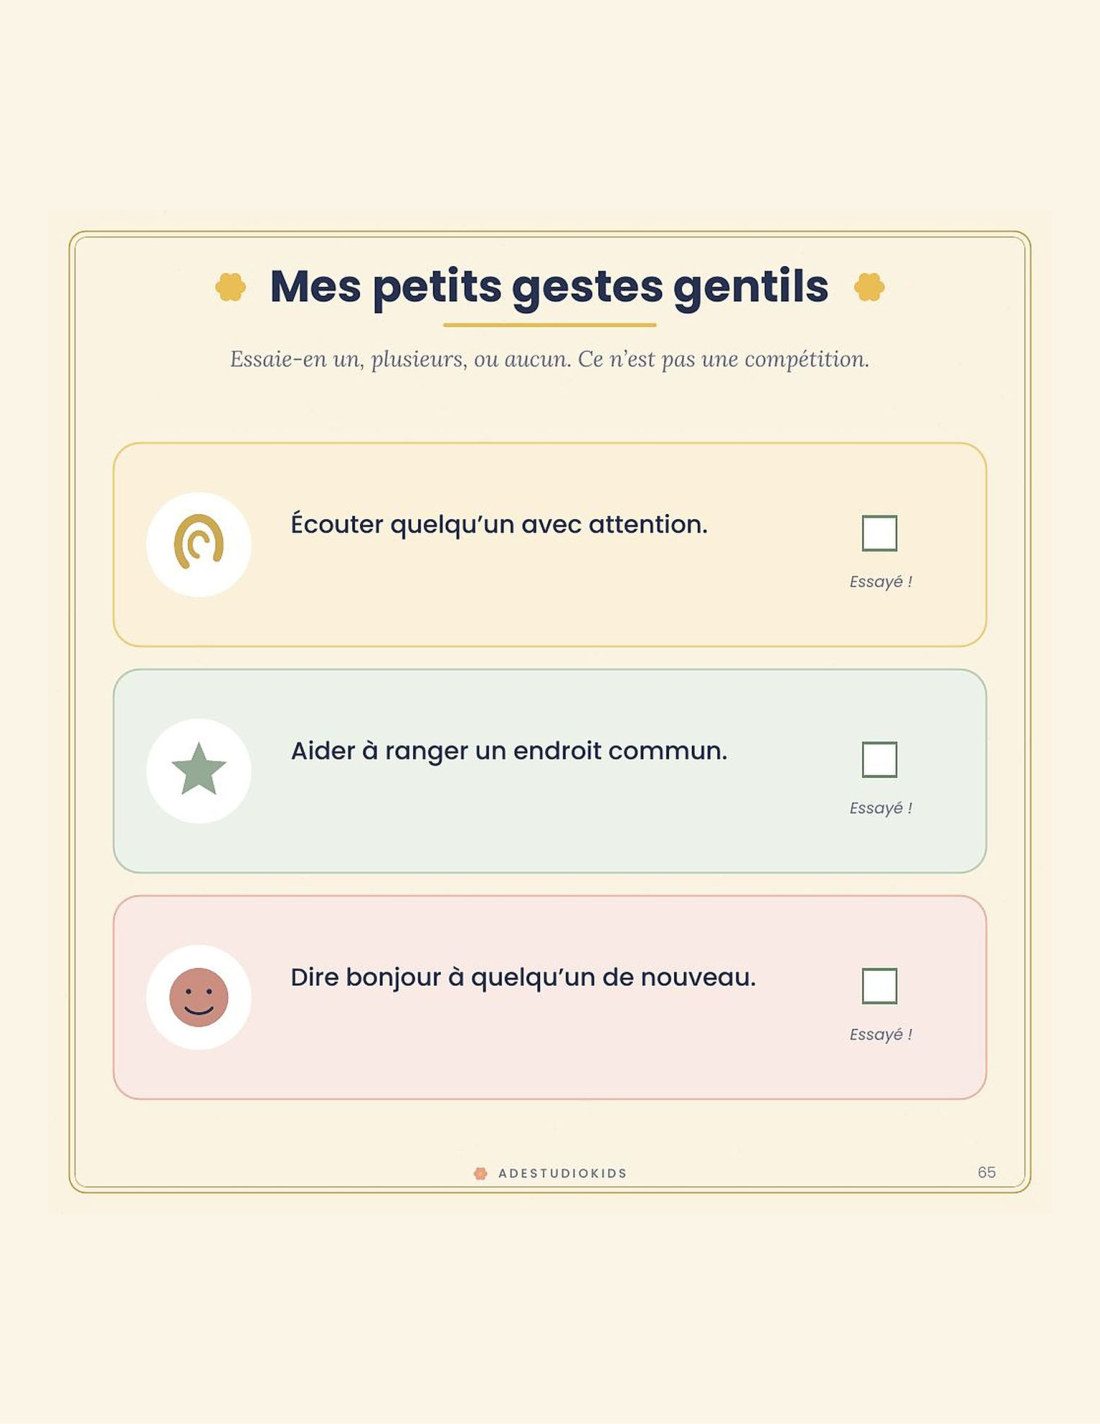 Mes petits gestes gentils
Essaie-en un, plusieurs, ou aucun. Ce n’est pas une compétition.
Écouter quelqu’un avec attention.
Essayé !
Aider à ranger un endroit commun.
Essayé !
Dire bonjour à quelqu’un de nouveau.
Essayé !
ADESTUDIOKIDS
65